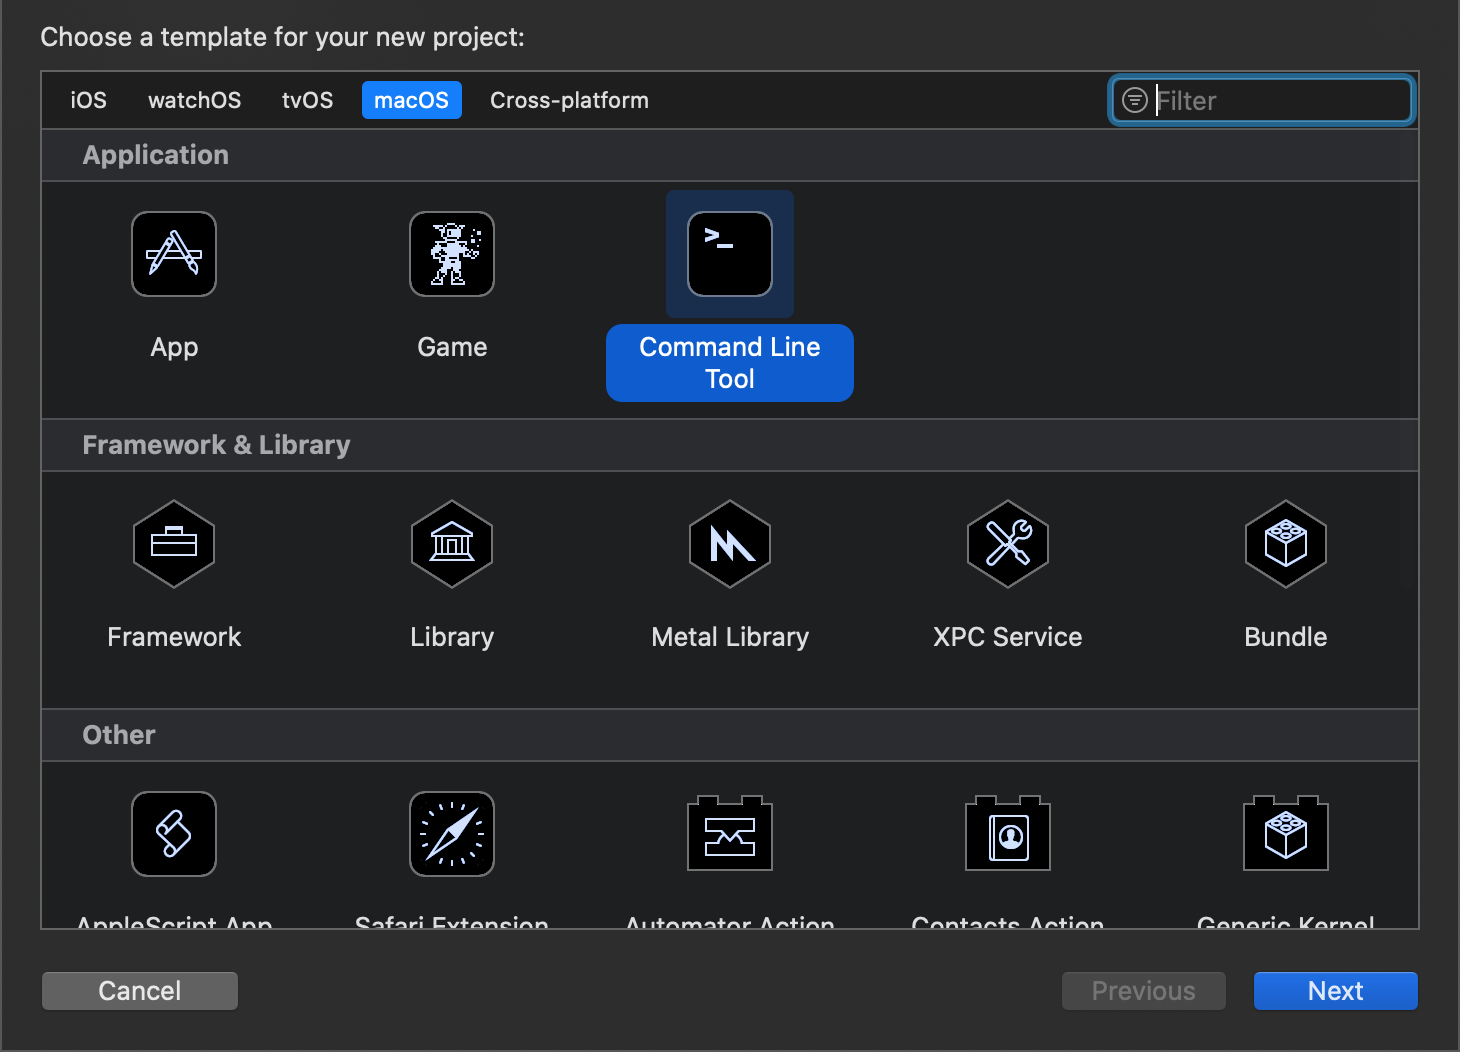 Choose a template for your new project:
iOS watchOS tvOS macOS Cross-platform Filter
Application
>_
App Game Command Line
Tool
Framework & Library
Framework Library Metal Library XPC Service Bundle
Other
AppleScript App Safari Extension Automator Action Contacts Action Generic Kernel
Cancel Previous Next